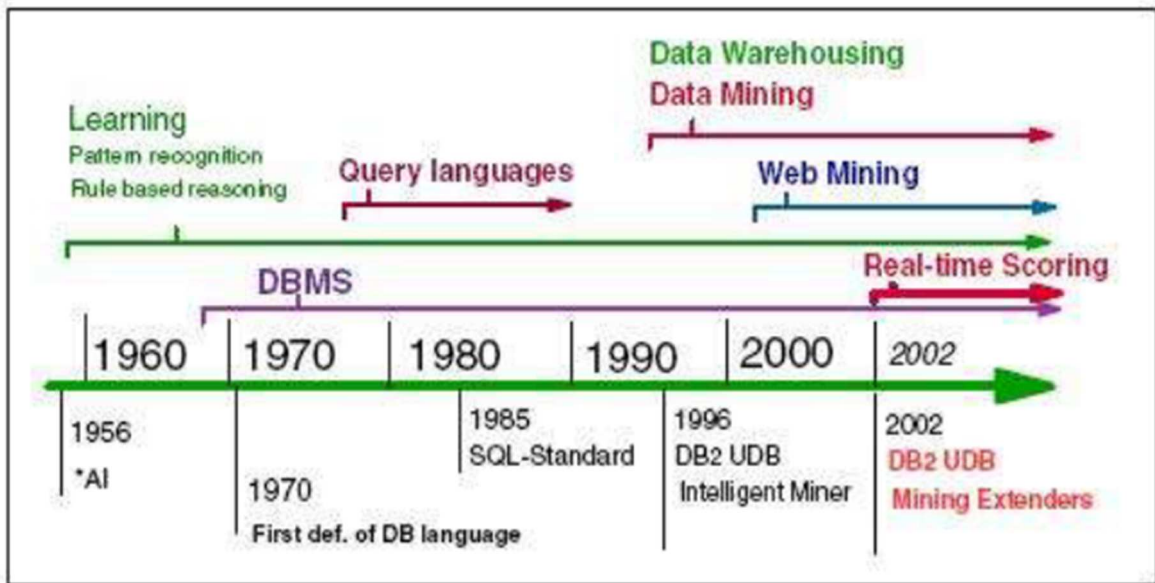 Data Warehousing
Data Mining
Learning
Pattern recognition
Rule based reasoning
Query languages
Web Mining
Real-time Scoring
DBMS
1960 1970 1980 1990 2000 2002
1956
*AI
1970
First def. of DB language
1985
SQL-Standard
1996
DB2 UDB
Intelligent Miner
2002
DB2 UDB
Mining Extenders